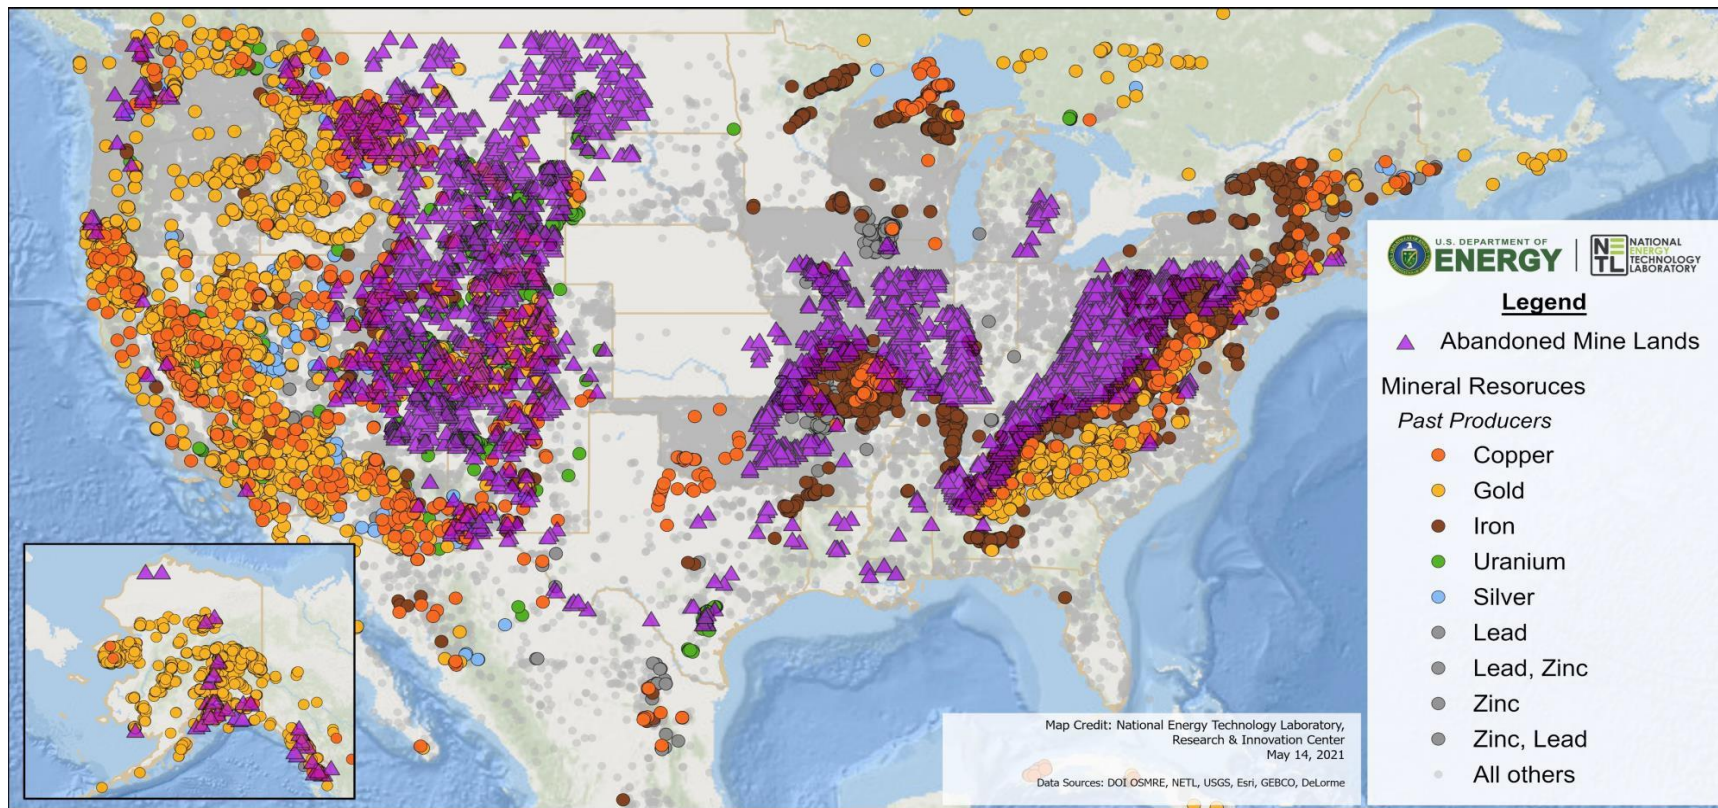 U.S. DEPARTMENT OF
ENERGY
NETL
NATIONAL
ENERGY
TECHNOLOGY
LABORATORY
Legend
Abandoned Mine Lands
Mineral Resoruces
Past Producers
Copper
Gold
Iron
Uranium
Silver
Lead
Lead, Zinc
Zinc
Zinc, Lead
All others
Map Credit: National Energy Technology Laboratory,
Research & Innovation Center
May 14, 2021
Data Sources: DOI OSMRE, NETL, USGS, Esri, GEBCO, DeLorme